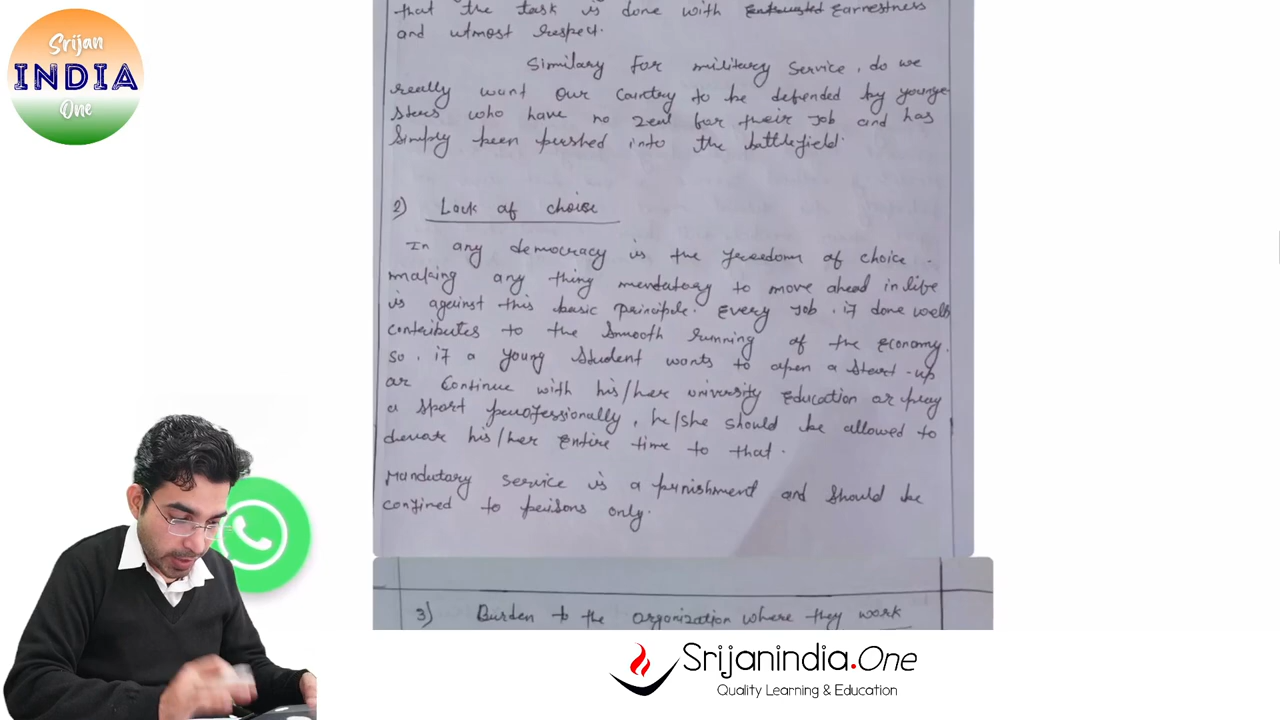 Srijan
INDIA
One
that the task is done with Entrusted Earnestness
and utmost respect.
Similary For military service, do we
really want our country to be defended by younge-
sters who have no zeal for their job and has
simply been pushed into the battlefield.
2) Lack of choise
In any democracy is the freedom of choice.
making any thing mendatory to move ahead in life
is against this basic principle. Every job, if done well
contributes to the smooth running of the economy.
so, if a young student wants to open a start-up
or continue with his/her university Education or play
a sport professionally, he/she should be allowed to
devote his/her Entire time to that.
Mandutary service is a punishment and should be
confined to prisons only.
3) Burden to the organization where they work
Srijanindia.One
Quality Learning & Education